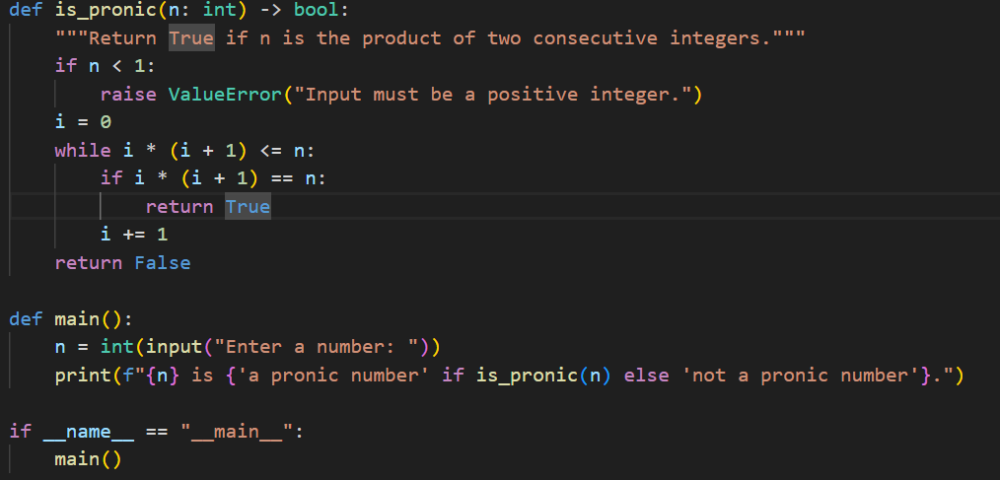 def is_pronic(n: int) -> bool:
    """Return True if n is the product of two consecutive integers."""
    if n < 1:
        raise ValueError("Input must be a positive integer.")
    i = 0
    while i * (i + 1) <= n:
        if i * (i + 1) == n:
            return True
        i += 1
    return False

def main():
    n = int(input("Enter a number: "))
    print(f"{n} is {'a pronic number' if is_pronic(n) else 'not a pronic number'}.")

if __name__ == "__main__":
    main()